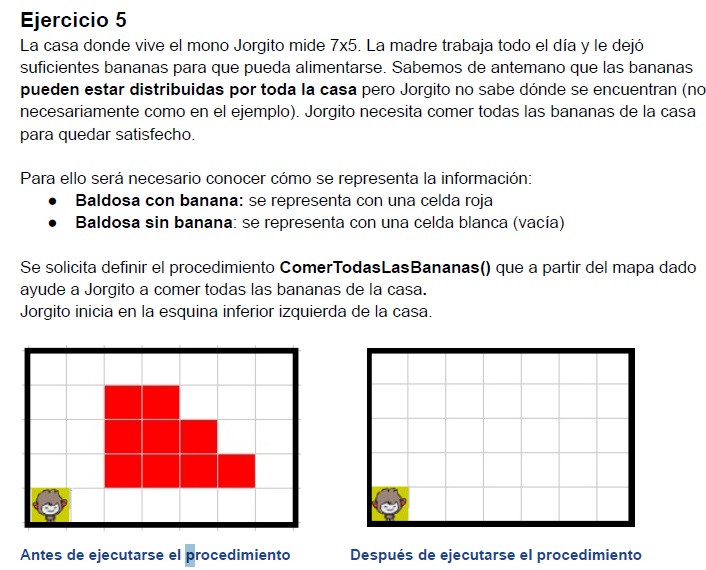 Ejercicio 5
La casa donde vive el mono Jorgito mide 7x5. La madre trabaja todo el día y le dejó
suficientes bananas para que pueda alimentarse. Sabemos de antemano que las bananas
pueden estar distribuidas por toda la casa pero Jorgito no sabe dónde se encuentran (no
necesariamente como en el ejemplo). Jorgito necesita comer todas las bananas de la casa
para quedar satisfecho.
Para ello será necesario conocer cómo se representa la información:
● Baldosa con banana: se representa con una celda roja
● Baldosa sin banana: se representa con una celda blanca (vacía)
Se solicita definir el procedimiento ComerTodasLasBananas() que a partir del mapa dado
ayude a Jorgito a comer todas las bananas de la casa.
Jorgito inicia en la esquina inferior izquierda de la casa.
Antes de ejecutarse el procedimiento
Después de ejecutarse el procedimiento